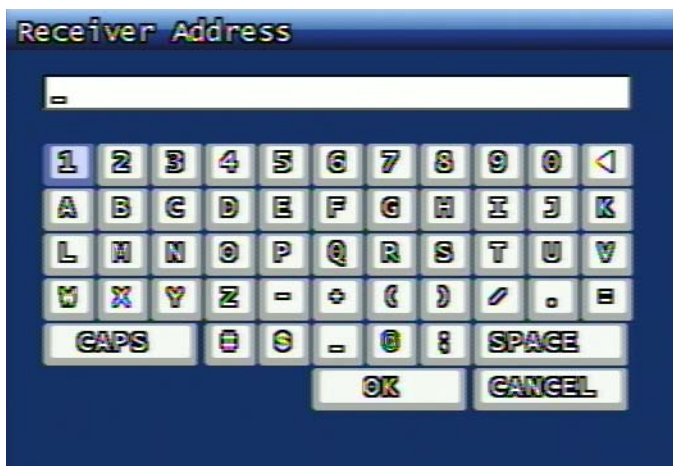 Receiver Address
_
1 2 3 4 5 6 7 8 9 0 ◁
A B C D E F G H I J K
L M N O P Q R S T U V
W X Y Z - + ( ) / . =
CAPS # $ _ @ : SPACE
OK CANCEL